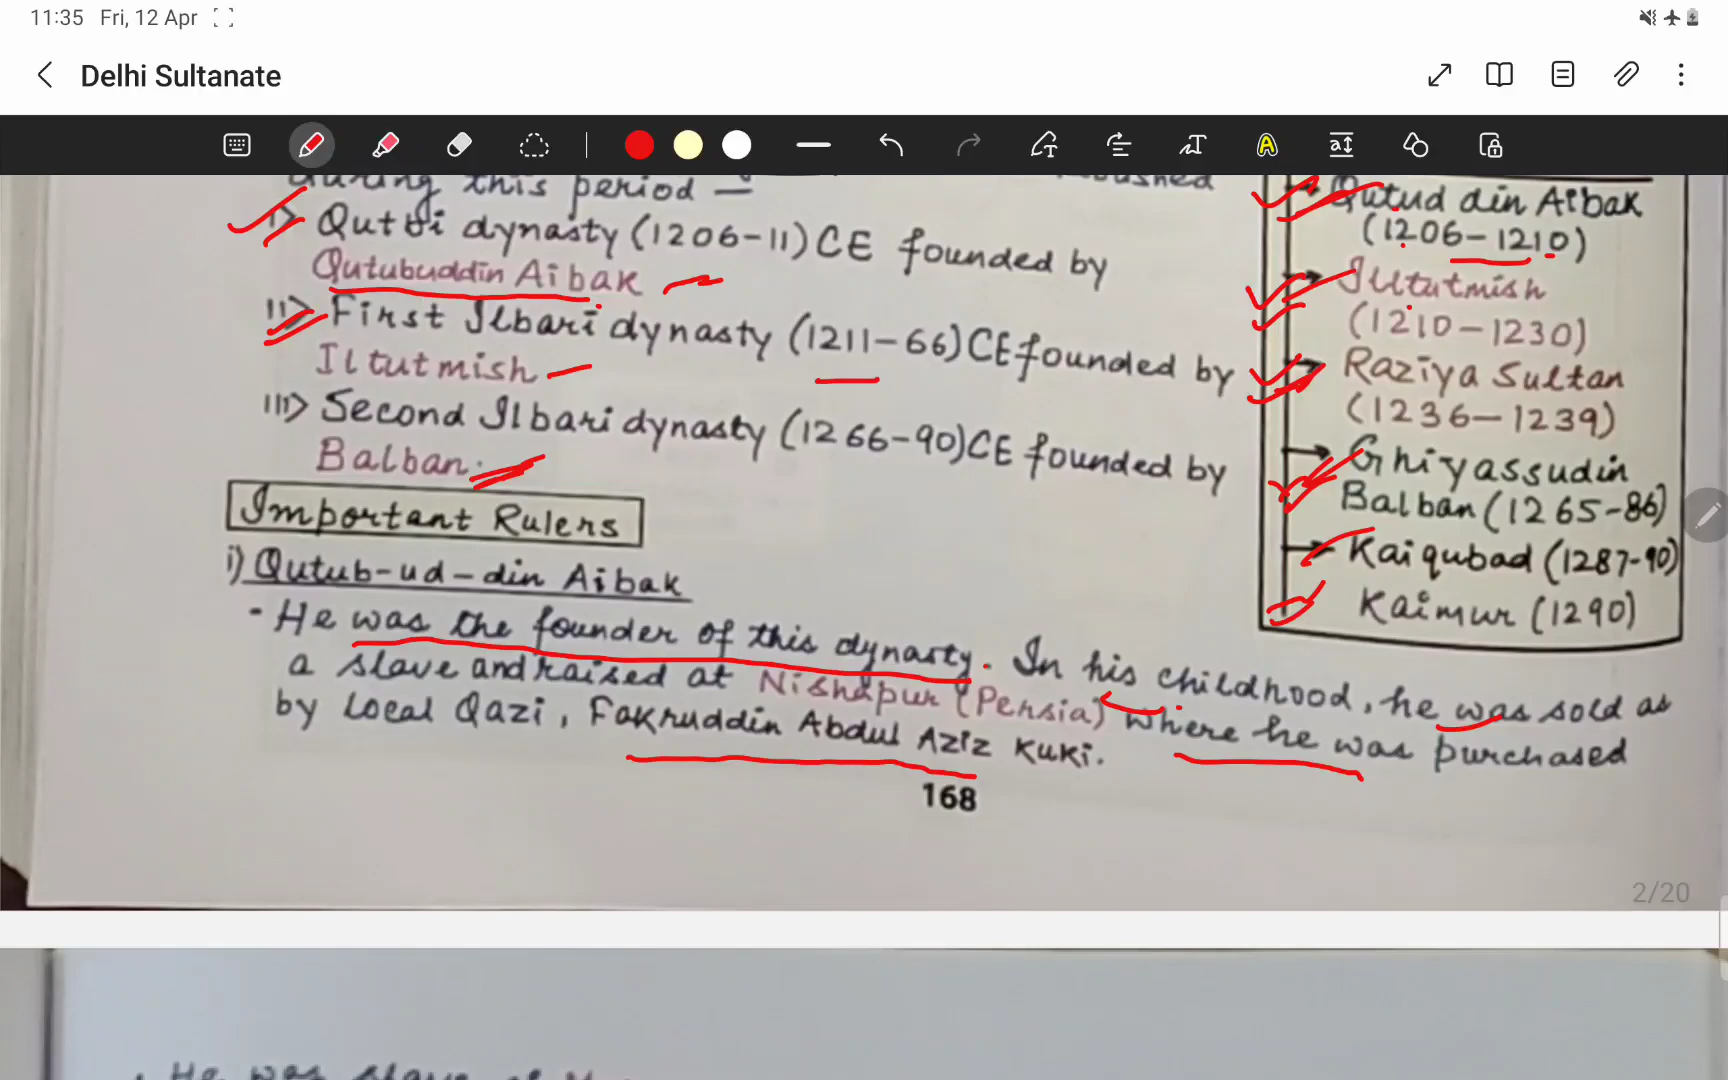 11:35 Fri, 12 Apr
Delhi Sultanate
during this period —
i> Qutbi dynasty (1206-11) CE founded by
Qutubuddin Aibak
ii> First Ilbari dynasty (1211-66) CE founded by
Iltutmish
iii> Second Ilbari dynasty (1266-90) CE founded by
Balban.
Important Rulers
i) Qutub-ud-din Aibak
- He was the founder of this dynasty. In his childhood, he was sold as
a slave and raised at Nishapur (Persia) where he was purchased
by Local Qazi, Fakruddin Abdul Aziz Kuki.
168
Qutud din Aibak
(1206-1210)
Iltutmish
(1210-1230)
Raziya Sultan
(1236-1239)
Ghiyassudin
Balban (1265-86)
Kaiqubad (1287-90)
Kaimur (1290)
2/20
He was slave of